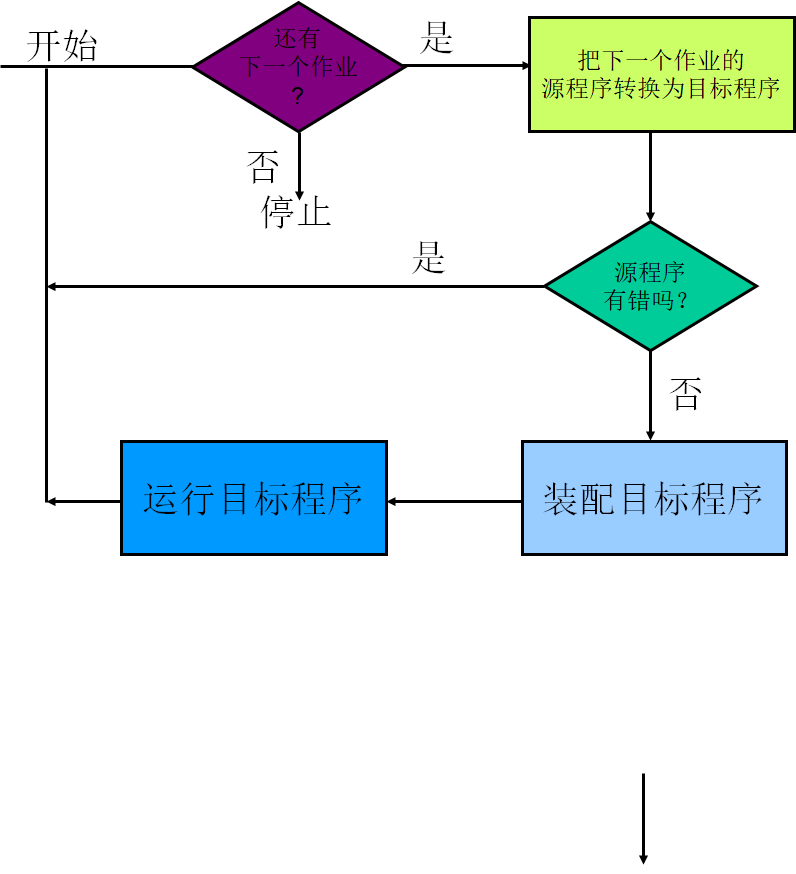 开始
还有
下一个作业
?
是
把下一个作业的
源程序转换为目标程序
否
停止
是
源程序
有错吗?
否
运行目标程序
装配目标程序